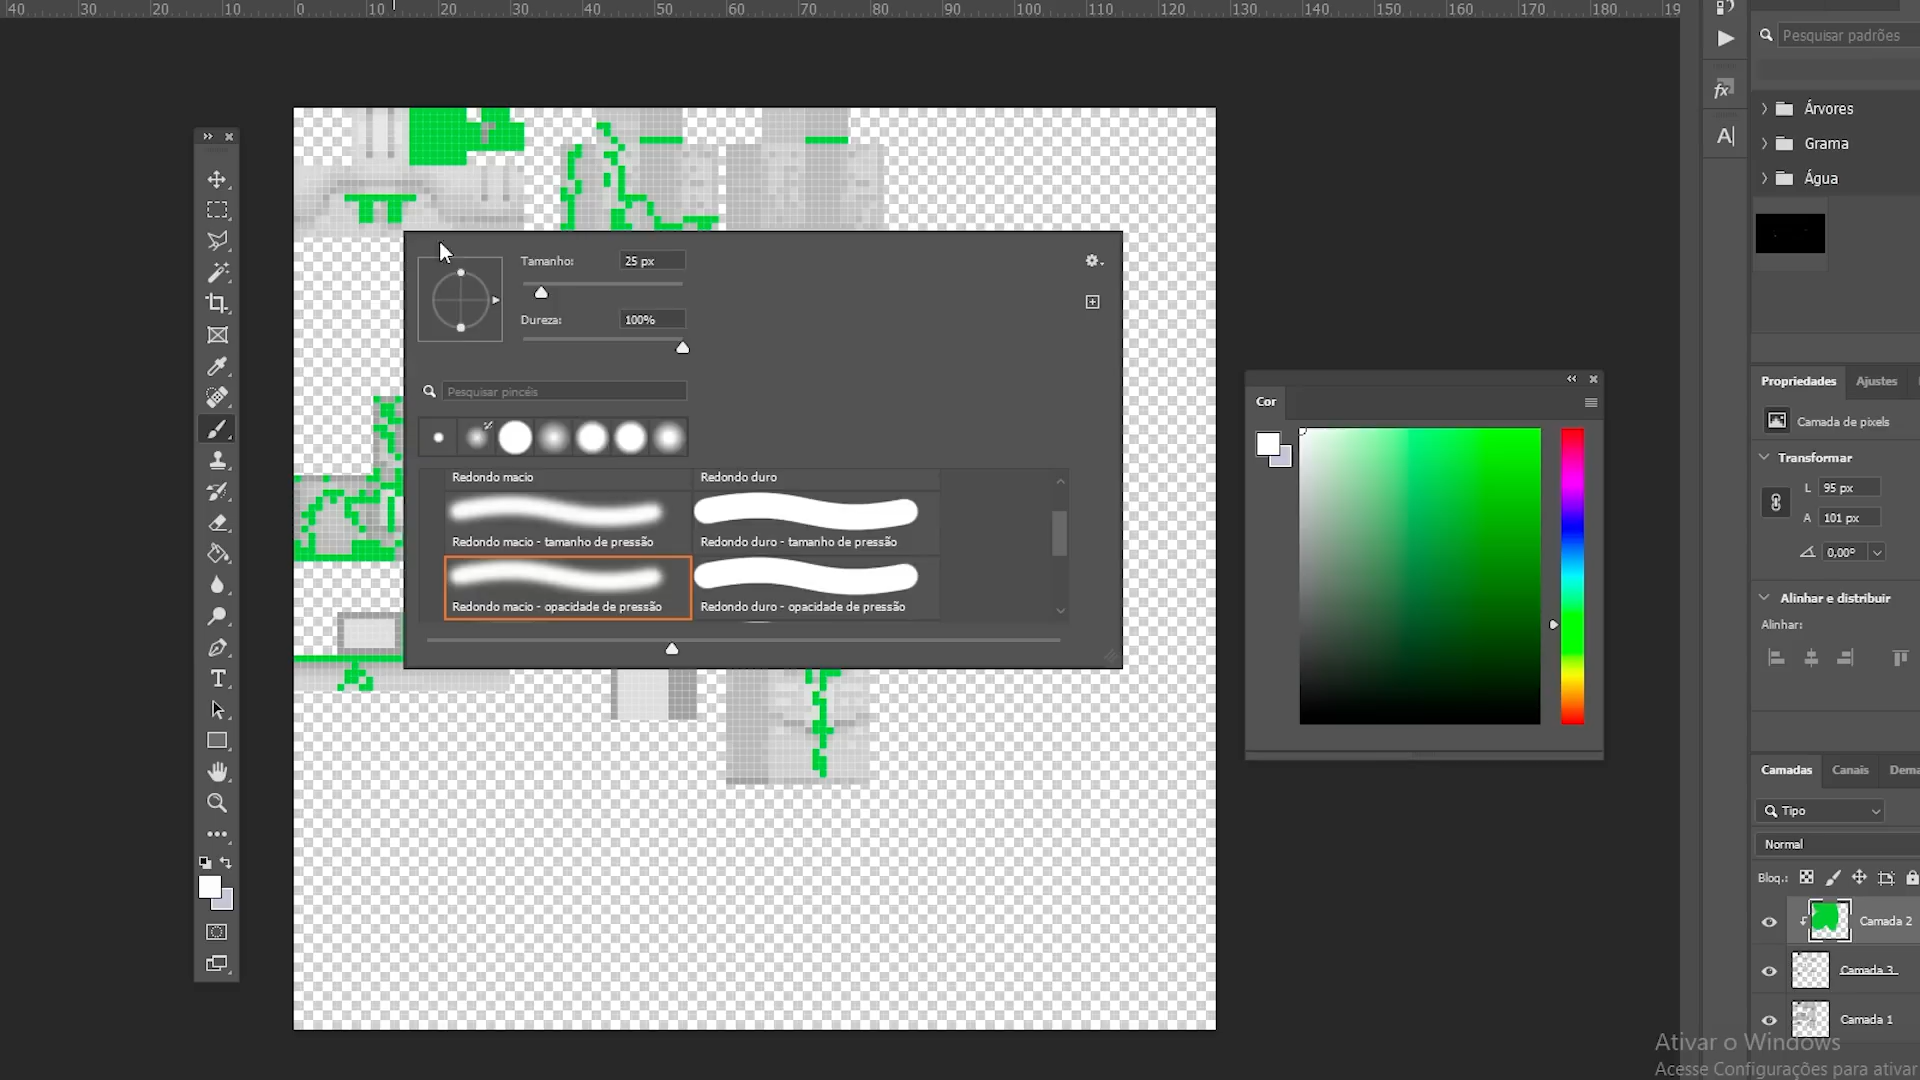 40 30 20 10 0 10 20 30 40 50 60 70 80 90 100 110 120 130 140 150 160 170 180 19
Pesquisar padrões
fx
A
Árvores
Grama
Água
Tamanho: 25 px
Dureza: 100%
Pesquisar pincéis
Redondo macio Redondo duro
Redondo macio - tamanho de pressão Redondo duro - tamanho de pressão
Redondo macio - opacidade de pressão Redondo duro - opacidade de pressão
Cor
Propriedades Ajustes
Camada de pixels
Transformar
L 95 px
A 101 px
0,00°
Alinhar e distribuir
Alinhar:
T
Camadas Canais Dema
Tipo
Normal
Bloq.:
Camada 2
Camada 3
Camada 1
Ativar o Windows
Acesse Configurações para ativar